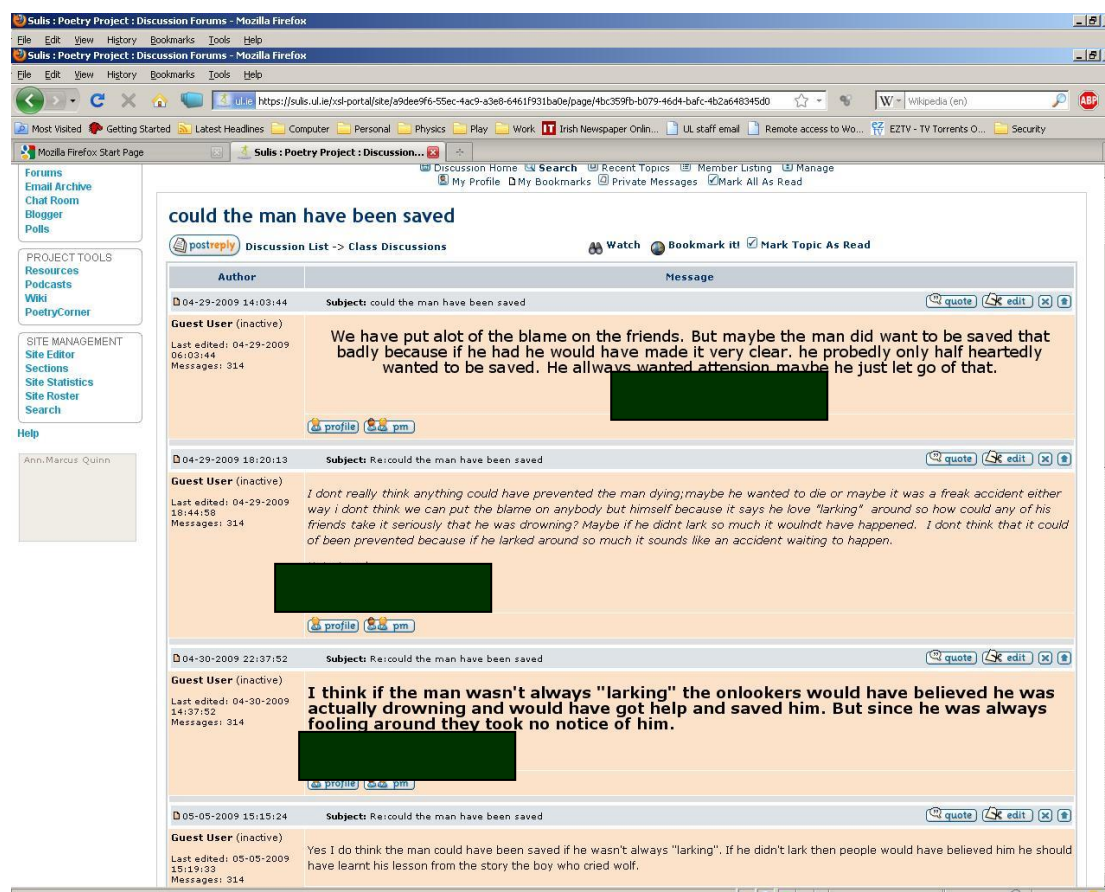 Sulis : Poetry Project : Discussion Forums - Mozilla Firefox
File Edit View History Bookmarks Tools Help
Sulis : Poetry Project : Discussion Forums - Mozilla Firefox
File Edit View History Bookmarks Tools Help
ul.ie https://sulis.ul.ie/xsl-portal/site/a9dee9f6-55ec-4ac9-a3e8-6461f931ba0e/page/4bc359fb-b079-46d4-bafc-4b2a648345d0 W Wikipedia (en) ABP
Most Visited Getting Started Latest Headlines Computer Personal Physics Play Work IT Irish Newspaper Onlin... UL staff email Remote access to Wo... EZTV - TV Torrents O... Security
Mozilla Firefox Start Page Sulis : Poetry Project : Discussion...
Forums
Email Archive
Chat Room
Blogger
Polls
PROJECT TOOLS
Resources
Podcasts
Wiki
PoetryCorner
SITE MANAGEMENT
Site Editor
Sections
Site Statistics
Site Roster
Search
Help
Ann.Marcus Quinn
Discussion Home Search Recent Topics Member Listing Manage
My Profile My Bookmarks Private Messages Mark All As Read
could the man have been saved
postreply Discussion List -> Class Discussions Watch Bookmark it! Mark Topic As Read
Author Message
04-29-2009 14:03:44 Subject: could the man have been saved quote edit
Guest User (inactive)
Last edited: 04-29-2009
06:03:44
Messages: 314
We have put alot of the blame on the friends. But maybe the man did want to be saved that
badly because if he had he would have made it very clear. he probedly only half heartedly
wanted to be saved. He allways wanted attension maybe he just let go of that.
profile pm
04-29-2009 18:20:13 Subject: Re:could the man have been saved quote edit
Guest User (inactive)
Last edited: 04-29-2009
18:44:58
Messages: 314
I dont really think anything could have prevented the man dying;maybe he wanted to die or maybe it was a freak accident either
way i dont think we can put the blame on anybody but himself because it says he love "larking" around so how could any of his
friends take it seriously that he was drowning? Maybe if he didnt lark so much it woulndt have happened. I dont think that it could
of been prevented because if he larked around so much it sounds like an accident waiting to happen.
profile pm
04-30-2009 22:37:52 Subject: Re:could the man have been saved quote edit
Guest User (inactive)
Last edited: 04-30-2009
14:37:52
Messages: 314
I think if the man wasn't always "larking" the onlookers would have believed he was
actually drowning and would have got help and saved him. But since he was always
fooling around they took no notice of him.
profile pm
05-05-2009 15:15:24 Subject: Re:could the man have been saved quote edit
Guest User (inactive)
Last edited: 05-05-2009
15:19:33
Messages: 314
Yes I do think the man could have been saved if he wasn't always "larking". If he didn't lark then people would have believed him he should
have learnt his lesson from the story the boy who cried wolf.